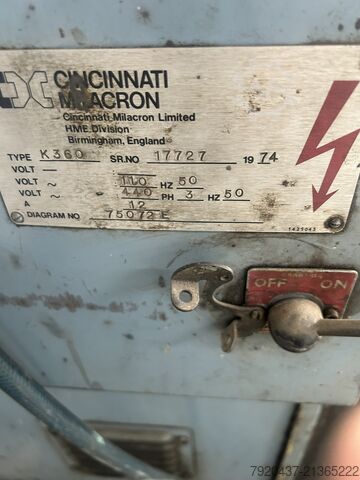 CINCINNATI
MILACRON
Cincinnati Milacron Limited
HME Division
Birmingham, England
TYPE K360 SR.NO 17727 1974
VOLT —
VOLT ~ 110 HZ 50
VOLT ~ 440 PH 3 HZ 50
A 12
DIAGRAM NO 75072E
1421043
OFF ON
7920437-21365222